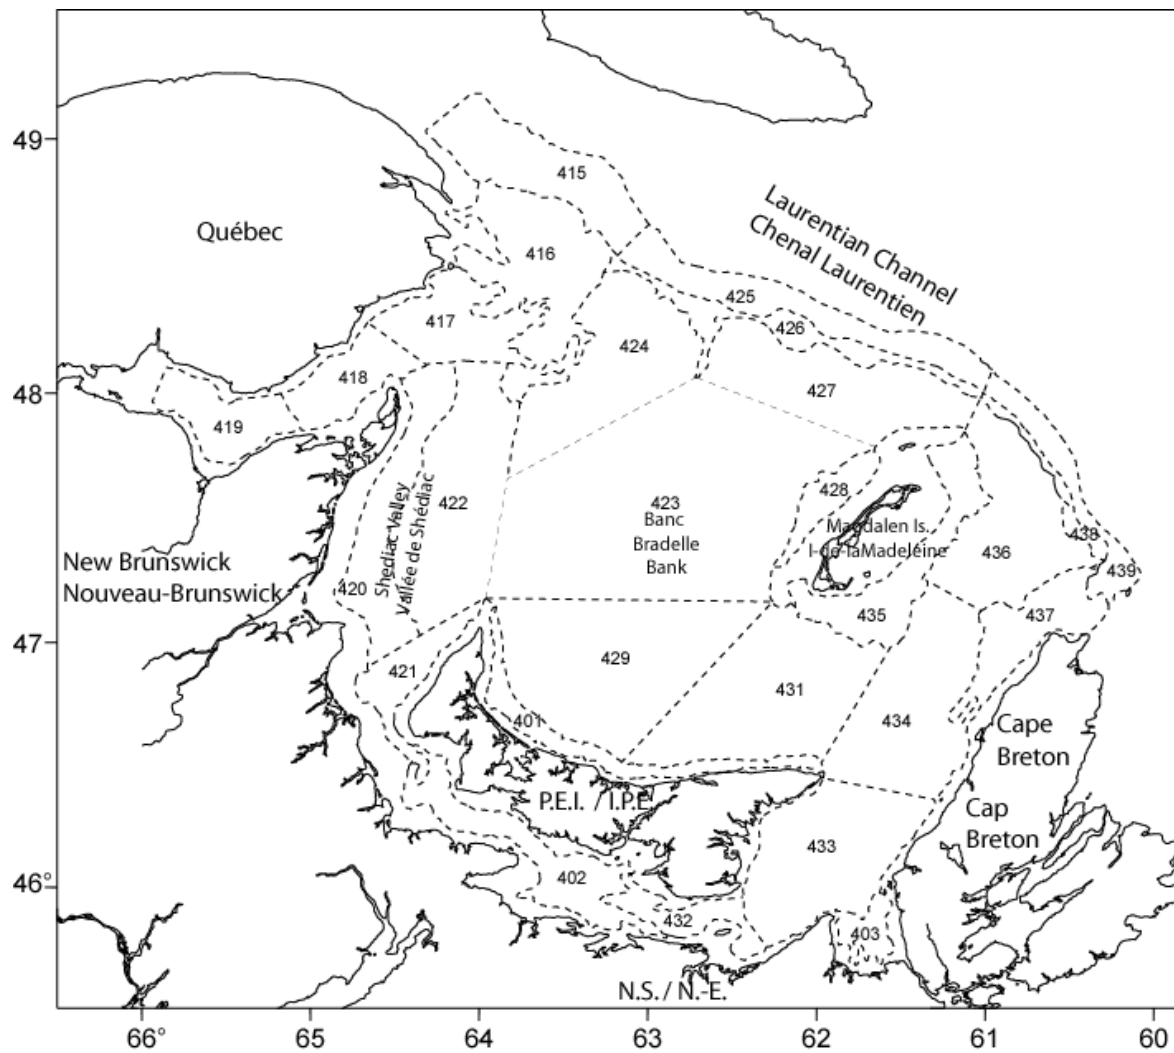 49
48
47
46°
415
Québec
416
Laurentian Channel
Chenal Laurentien
425
426
417
424
418
427
419
422
428
423
Banc
Bradelle
Bank
Magdalen Is.
I-de-laMadeleine
Shediac Valley
Vallée de Shédiac
438
436
439
New Brunswick
Nouveau-Brunswick
420
435
437
429
421
431
401
434
Cape
Breton
P.E.I. / I.P.E
Cap
Breton
433
402
432
403
N.S. / N.-E.
66°
65
64
63
62
61
60